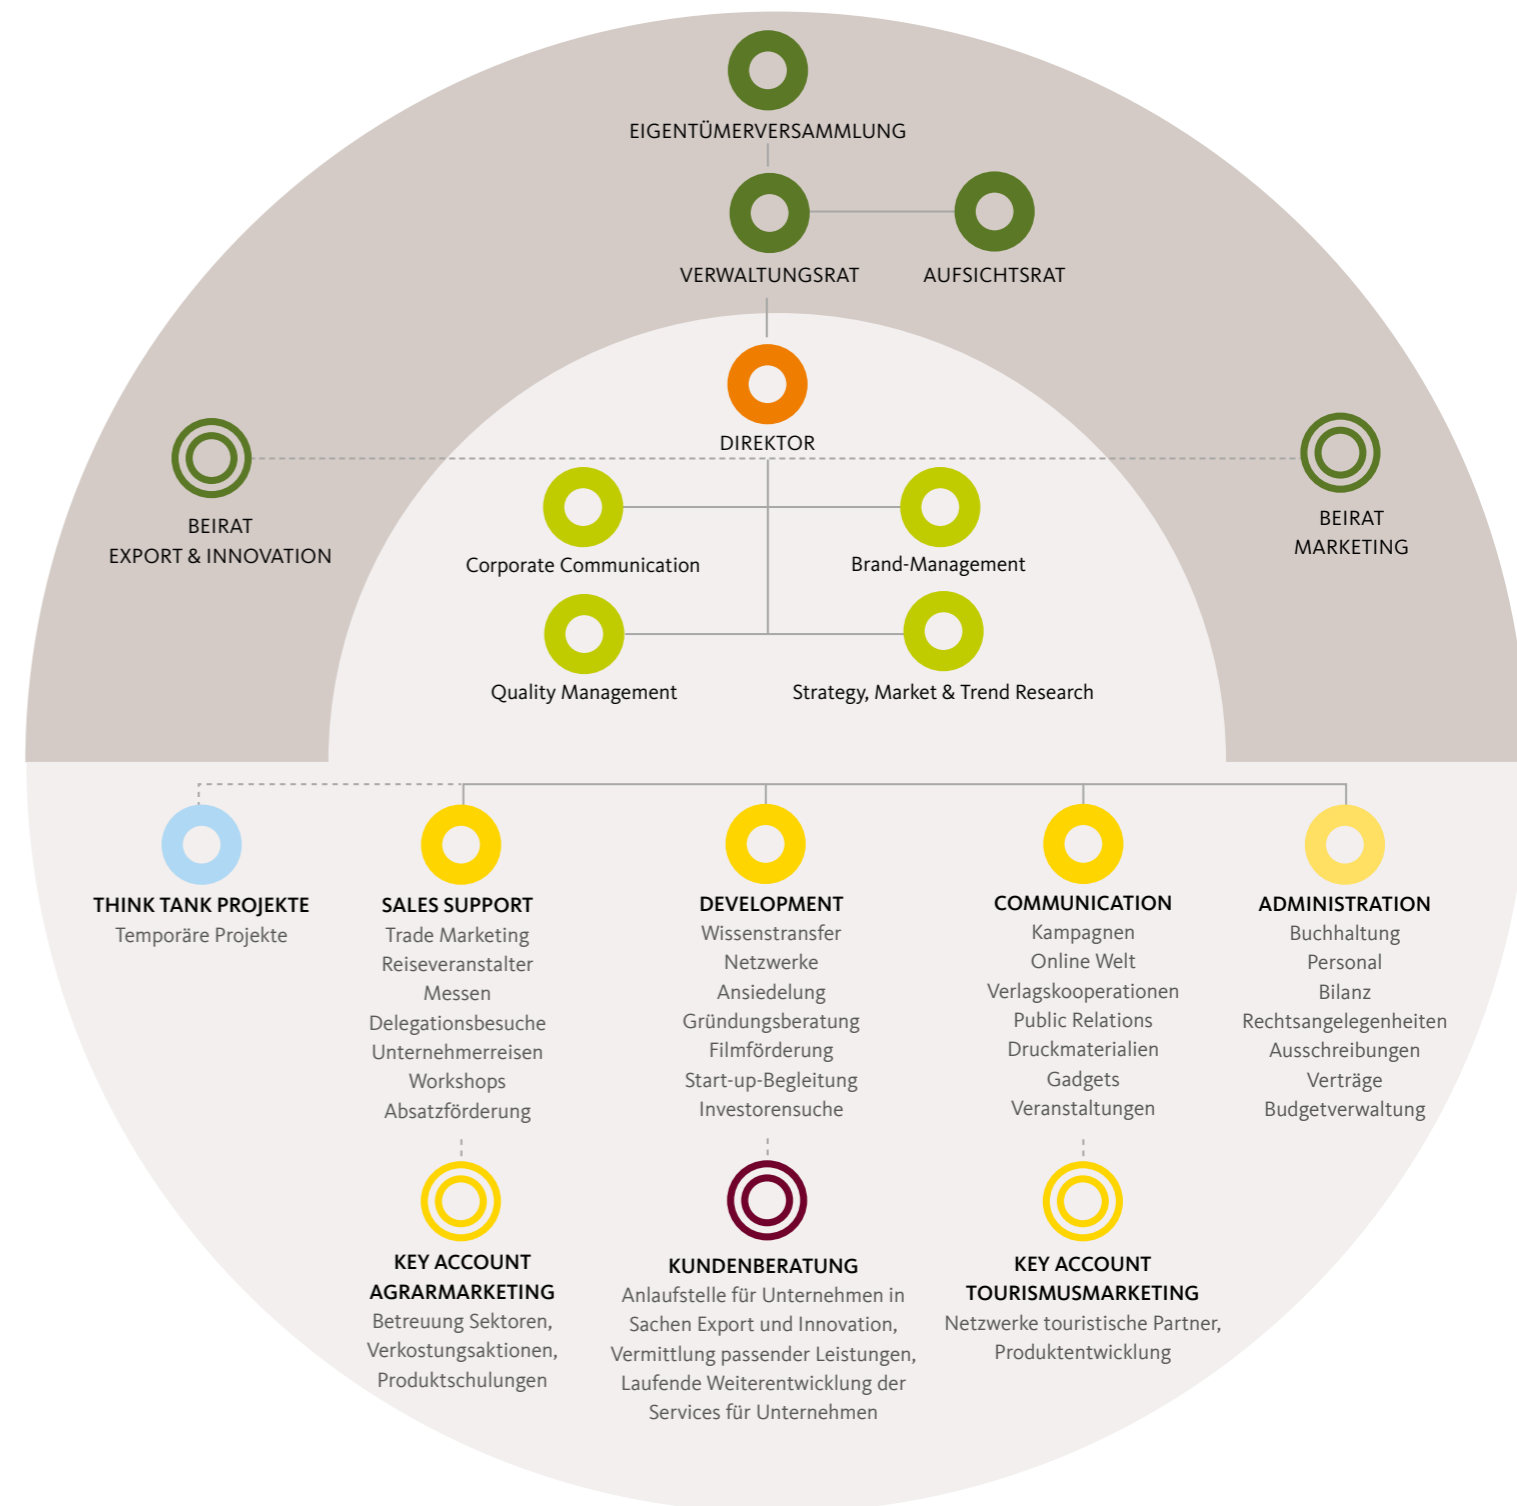 EIGENTÜMERVERSAMMLUNG
VERWALTUNGSRAT
AUFSICHTSRAT
DIREKTOR
BEIRAT
EXPORT & INNOVATION
BEIRAT
MARKETING
Corporate Communication
Brand-Management
Quality Management
Strategy, Market & Trend Research
THINK TANK PROJEKTE
Temporäre Projekte
SALES SUPPORT
Trade Marketing
Reiseveranstalter
Messen
Delegationsbesuche
Unternehmerreisen
Workshops
Absatzförderung
DEVELOPMENT
Wissenstransfer
Netzwerke
Ansiedelung
Gründungsberatung
Filmförderung
Start-up-Begleitung
Investorensuche
COMMUNICATION
Kampagnen
Online Welt
Verlagskooperationen
Public Relations
Druckmaterialien
Gadgets
Veranstaltungen
ADMINISTRATION
Buchhaltung
Personal
Bilanz
Rechtsangelegenheiten
Ausschreibungen
Verträge
Budgetverwaltung
KEY ACCOUNT
AGRARMARKETING
Betreuung Sektoren,
Verkostungsaktionen,
Produktschulungen
KUNDENBERATUNG
Anlaufstelle für Unternehmen in
Sachen Export und Innovation,
Vermittlung passender Leistungen,
Laufende Weiterentwicklung der
Services für Unternehmen
KEY ACCOUNT
TOURISMUSMARKETING
Netzwerke touristische Partner,
Produktentwicklung